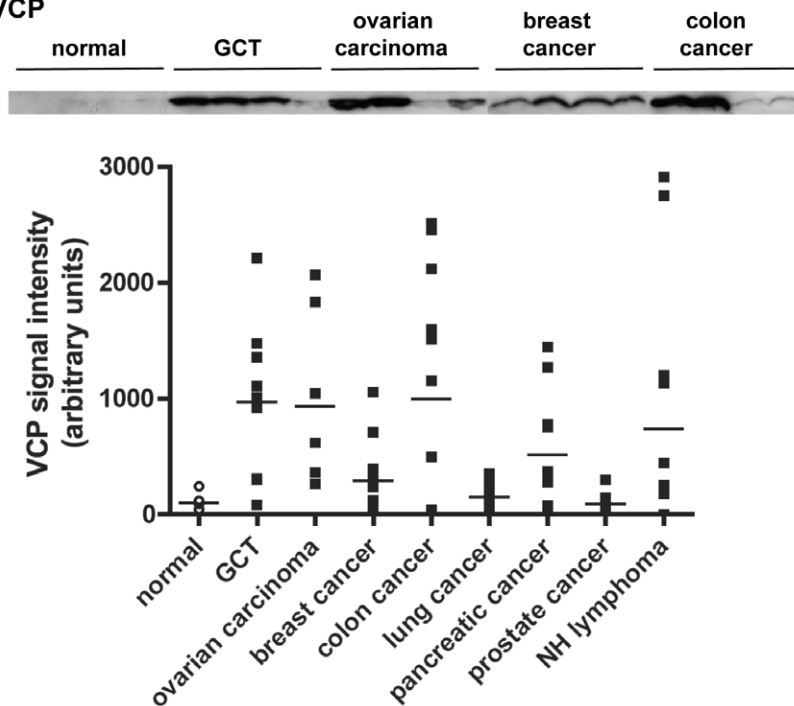 VCP
ovarian breast colon
normal GCT carcinoma cancer cancer
3000
2000
1000
0
VCP signal intensity
(arbitrary units)
normal
GCT
ovarian carcinoma
breast cancer
colon cancer
lung cancer
pancreatic cancer
prostate cancer
NH lymphoma